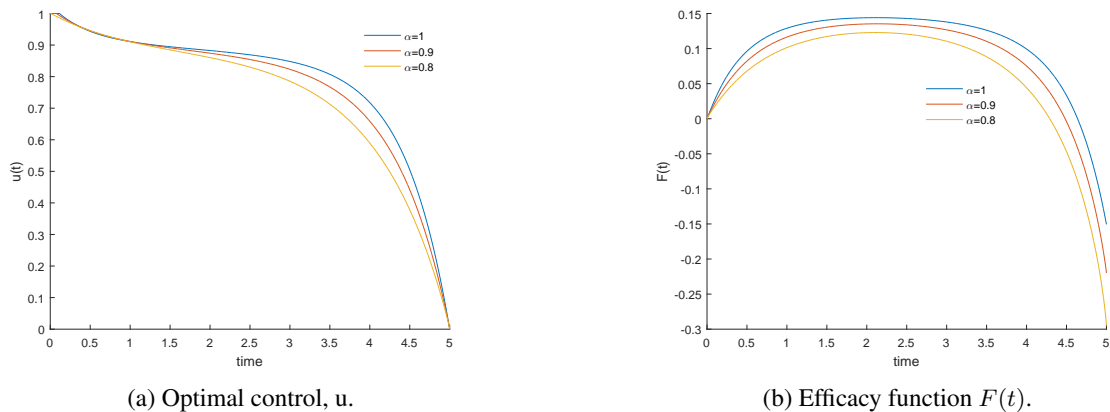 1
0.9
0.8
0.7
0.6
0.5
0.4
0.3
0.2
0.1
0
u(t)
0 0.5 1 1.5 2 2.5 3 3.5 4 4.5 5
time
α=1
α=0.9
α=0.8
(a) Optimal control, u.
0.15
0.1
0.05
0
-0.05
-0.1
-0.15
-0.2
-0.25
-0.3
F(t)
0 0.5 1 1.5 2 2.5 3 3.5 4 4.5 5
time
α=1
α=0.9
α=0.8
(b) Efficacy function F(t).